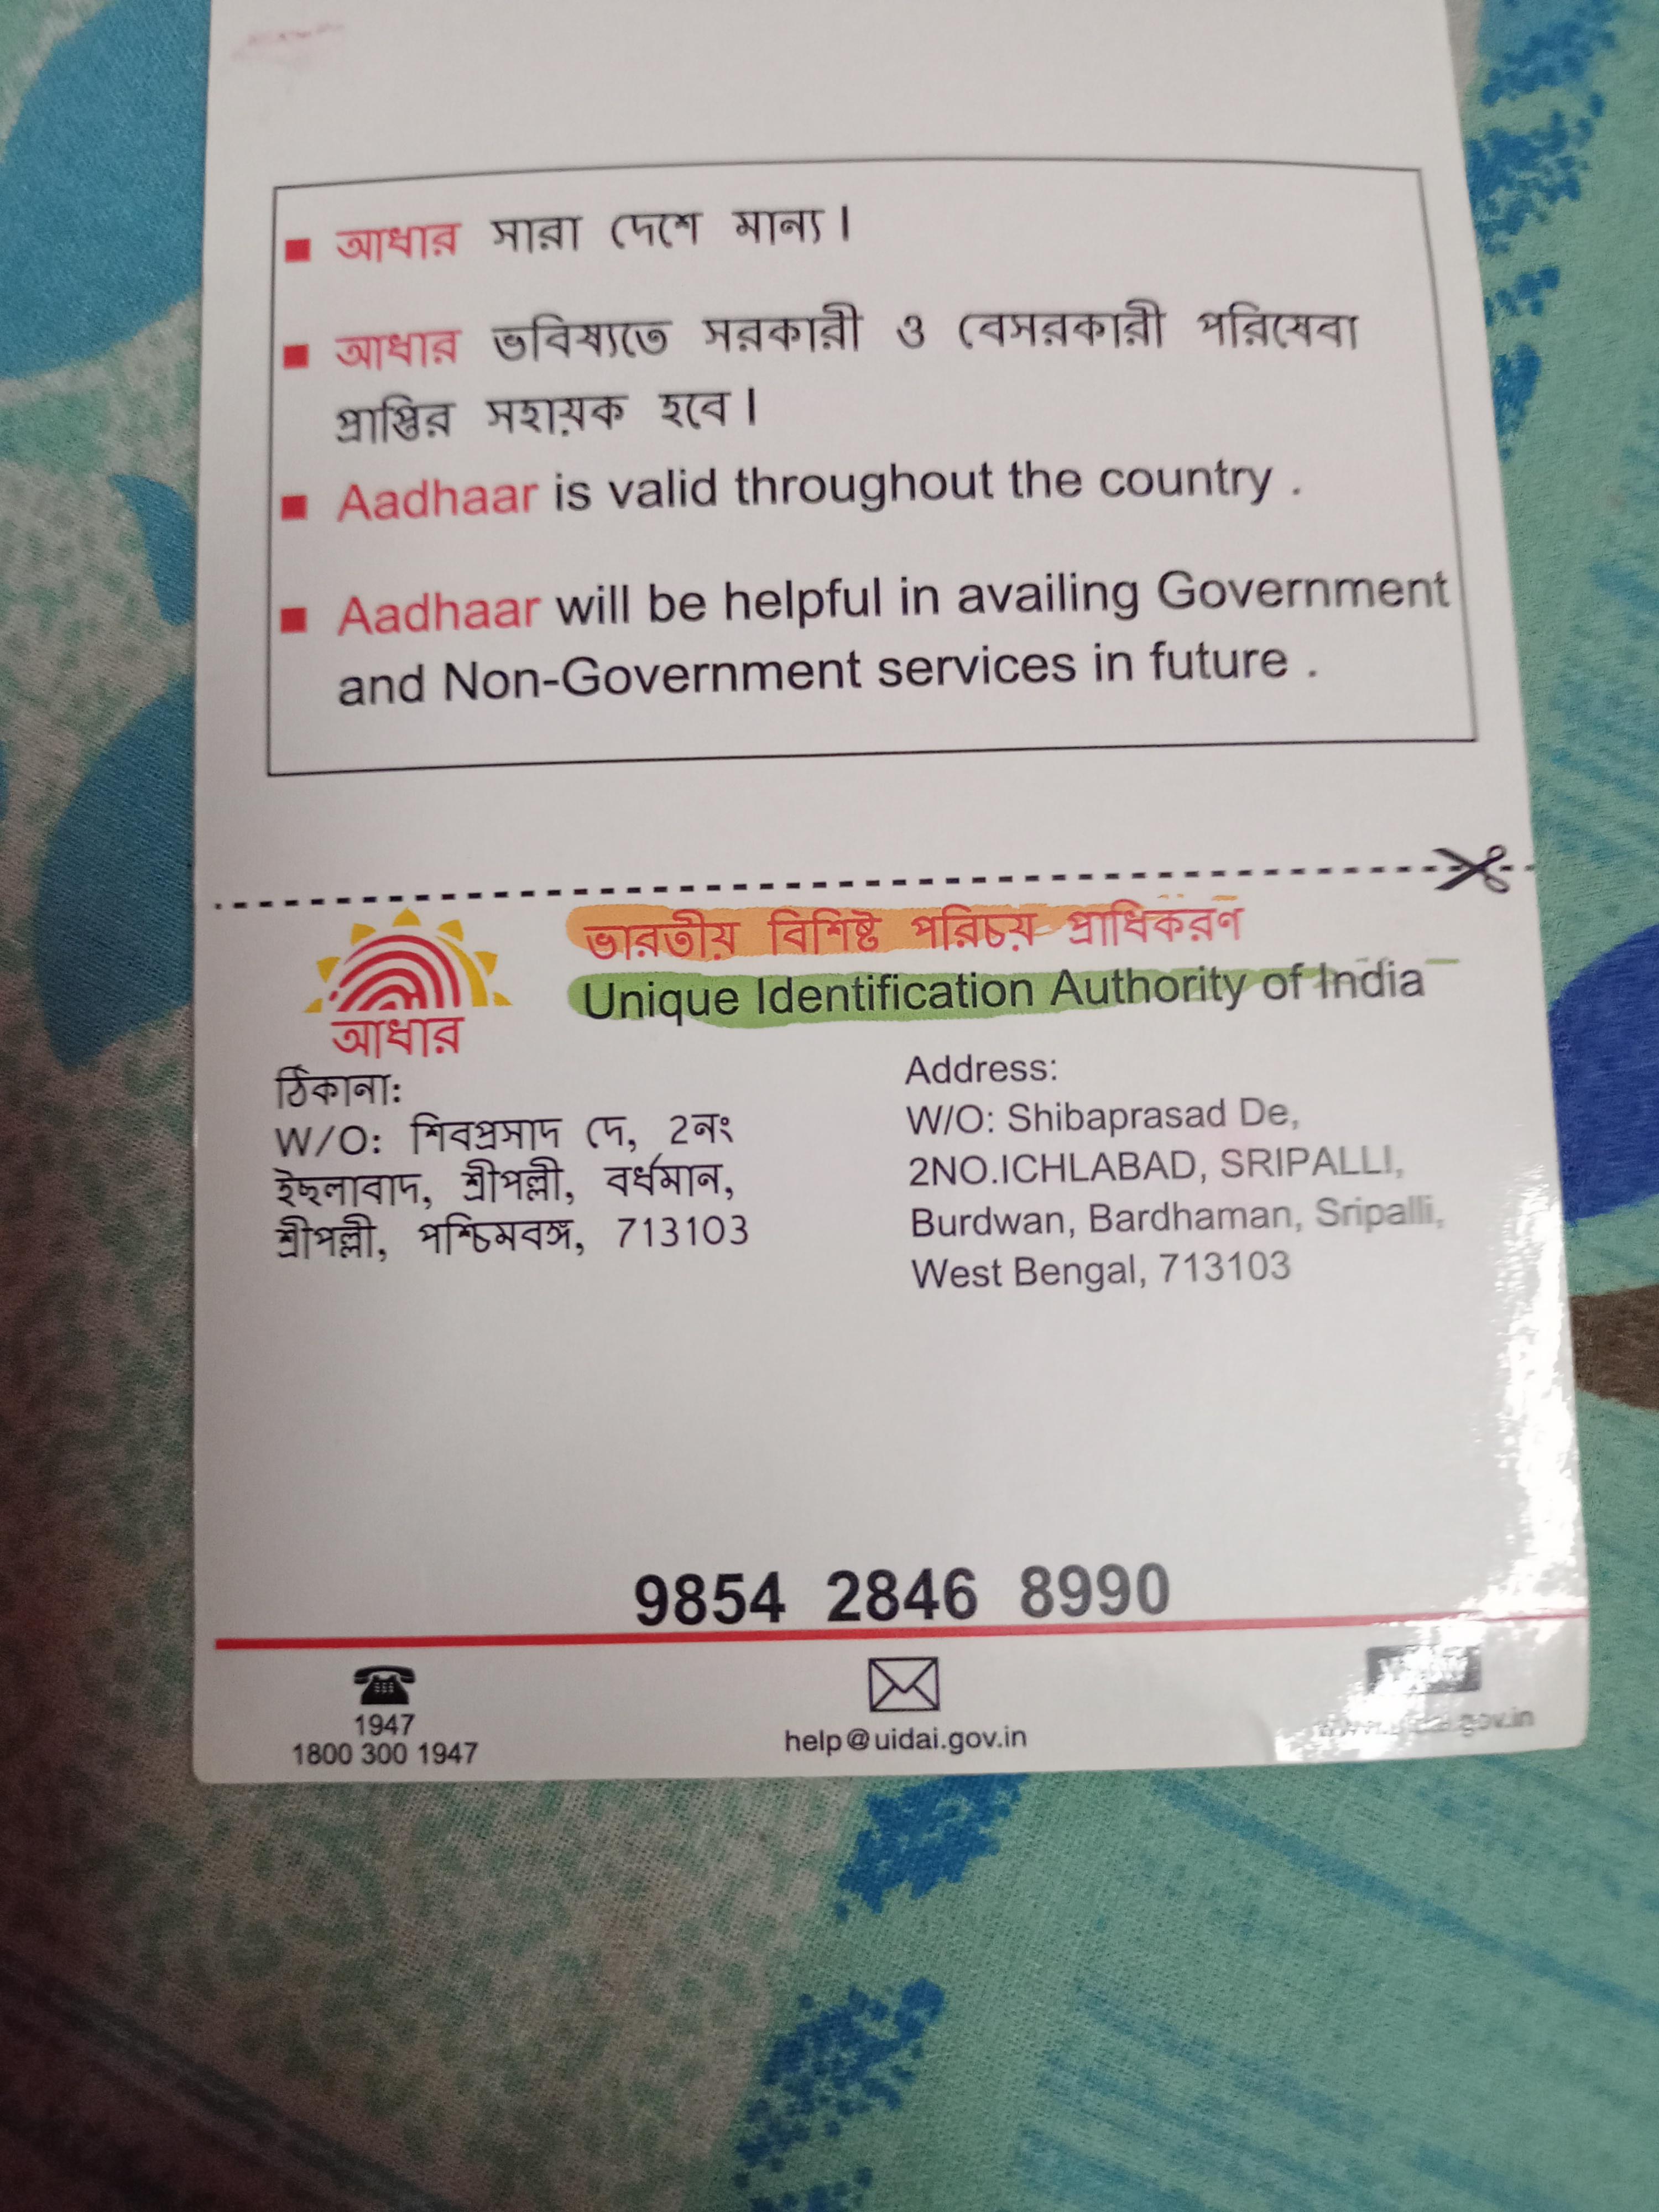 আধার সারা দেশে মান্য ।
আধার ভবিষ্যতে সরকারী ও বেসরকারী পরিষেবা
প্রাপ্তির সহায়ক হবে ।
Aadhaar is valid throughout the country .
Aadhaar will be helpful in availing Government
and Non-Government services in future .
ভারতীয় বিশিষ্ট পরিচয় প্রাধিকরণ
Unique Identification Authority of India
আধার
ঠিকানা:
W/O: শিবপ্রসাদ দে, 2নং
ইছলাবাদ, শ্রীপল্লী, বর্ধমান,
শ্রীপল্লী, পশ্চিমবঙ্গ, 713103
Address:
W/O: Shibaprasad De,
2NO.ICHLABAD, SRIPALLI,
Burdwan, Bardhaman, Sripalli,
West Bengal, 713103
9854 2846 8990
1947
1800 300 1947
help@uidai.gov.in
www.uidai.gov.in